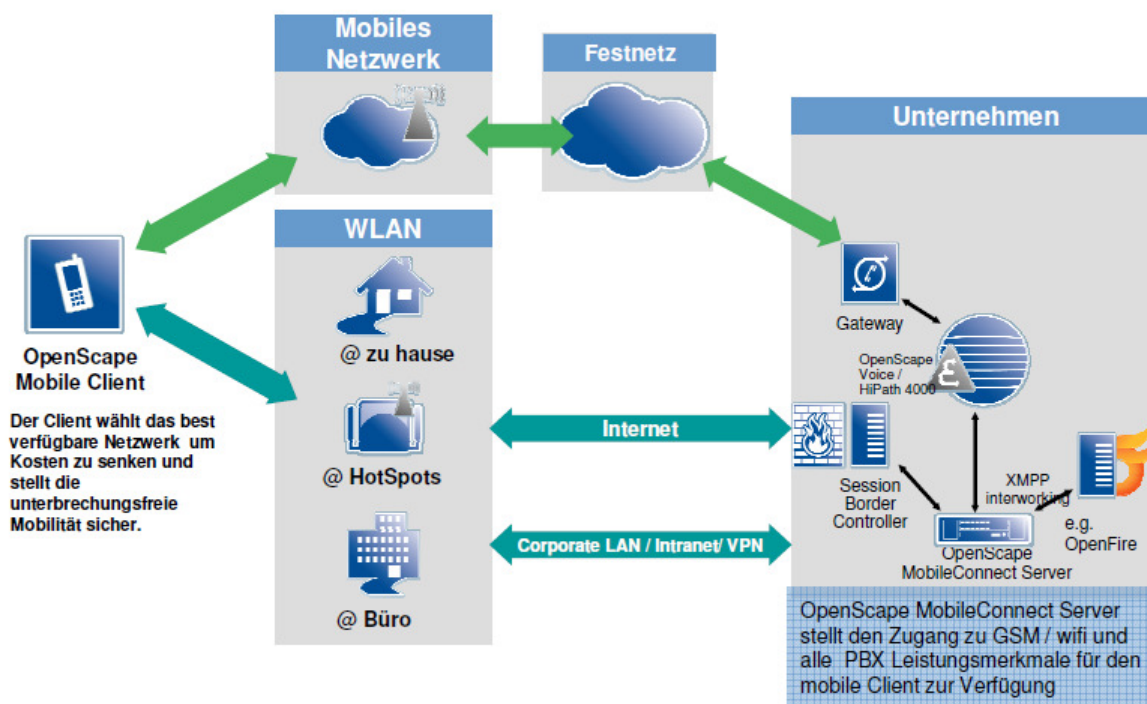 Mobiles
Netzwerk
Festnetz
Unternehmen
WLAN
OpenScape
Mobile Client
Der Client wählt das best
verfügbare Netzwerk um
Kosten zu senken und
stellt die
unterbrechungsfreie
Mobilität sicher.
@ zu hause
@ HotSpots
@ Büro
Internet
Corporate LAN / Intranet/ VPN
Gateway
OpenScape
Voice /
HiPath 4000
Session
Border
Controller
XMPP
interworking
e.g.
OpenFire
OpenScape
MobileConnect Server
OpenScape MobileConnect Server
stellt den Zugang zu GSM / wifi und
alle PBX Leistungsmerkmale für den
mobile Client zur Verfügung